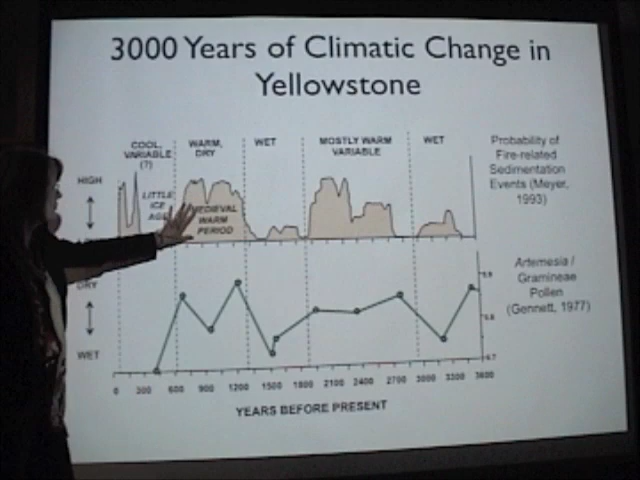 3000 Years of Climatic Change in
Yellowstone
COOL,
VARIABLE
(?)
WARM,
DRY
WET
MOSTLY WARM
VARIABLE
WET
Probability of
Fire-related
Sedimentation
Events (Meyer,
1993)
HIGH
LITTLE
ICE
AGE
MEDIEVAL
WARM
PERIOD
DRY
WET
Artemesia /
Gramineae
Pollen
(Gennett, 1977)
0 300 600 900 1200 1500 1800 2100 2400 2700 3000 3300 3600
YEARS BEFORE PRESENT